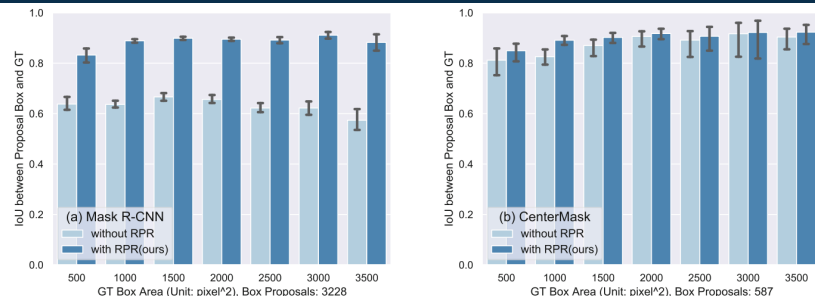 1.0
0.8
0.6
0.4
0.2
0.0
IoU between Proposal Box and GT
(a) Mask R-CNN
without RPR
with RPR(ours)
500 1000 1500 2000 2500 3000 3500
GT Box Area (Unit: pixel^2), Box Proposals: 3228
1.0
0.8
0.6
0.4
0.2
0.0
IoU between Proposal Box and GT
(b) CenterMask
without RPR
with RPR(ours)
500 1000 1500 2000 2500 3000 3500
GT Box Area (Unit: pixel^2), Box Proposals: 587